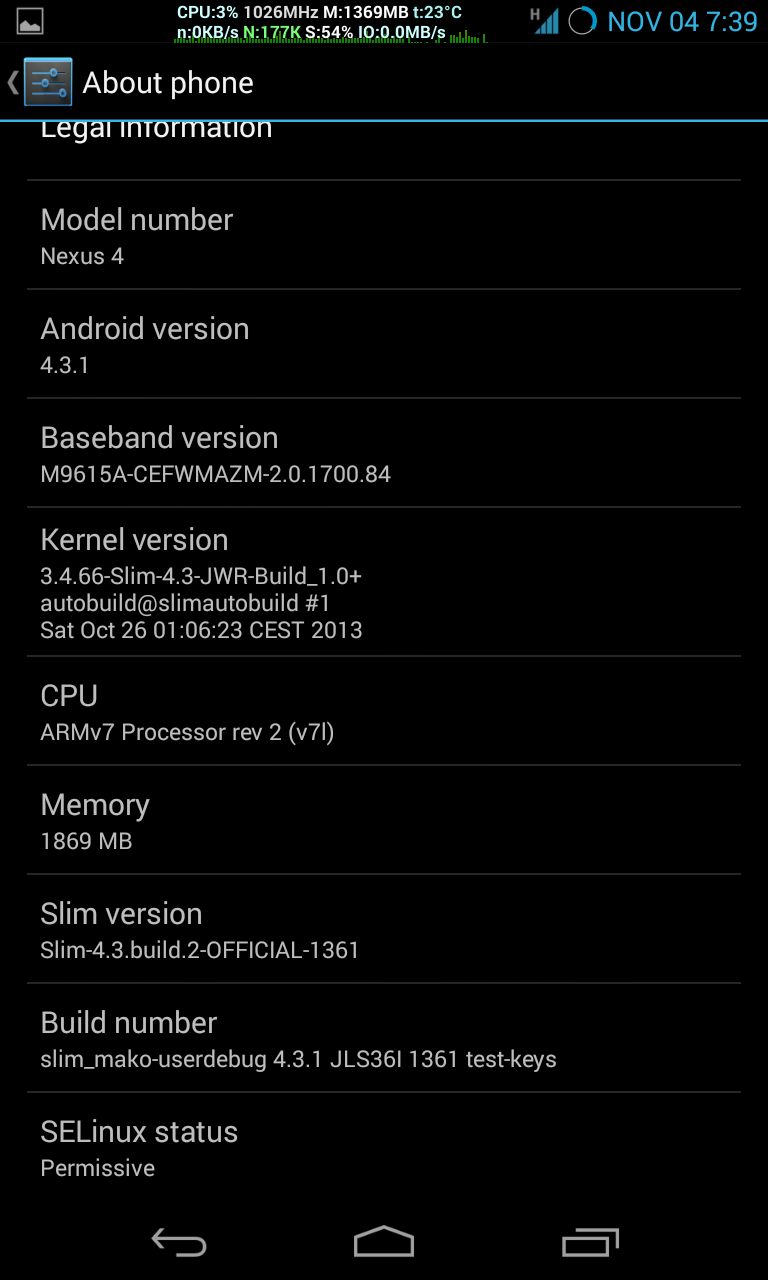 CPU:3% 1026MHz M:1369MB t:23°C
n:0KB/s N:177K S:54% IO:0.0MB/s
H
NOV 04 7:39
About phone
Legal information
Model number
Nexus 4
Android version
4.3.1
Baseband version
M9615A-CEFWMAZM-2.0.1700.84
Kernel version
3.4.66-Slim-4.3-JWR-Build_1.0+
autobuild@slimautobuild #1
Sat Oct 26 01:06:23 CEST 2013
CPU
ARMv7 Processor rev 2 (v7l)
Memory
1869 MB
Slim version
Slim-4.3.build.2-OFFICIAL-1361
Build number
slim_mako-userdebug 4.3.1 JLS36I 1361 test-keys
SELinux status
Permissive